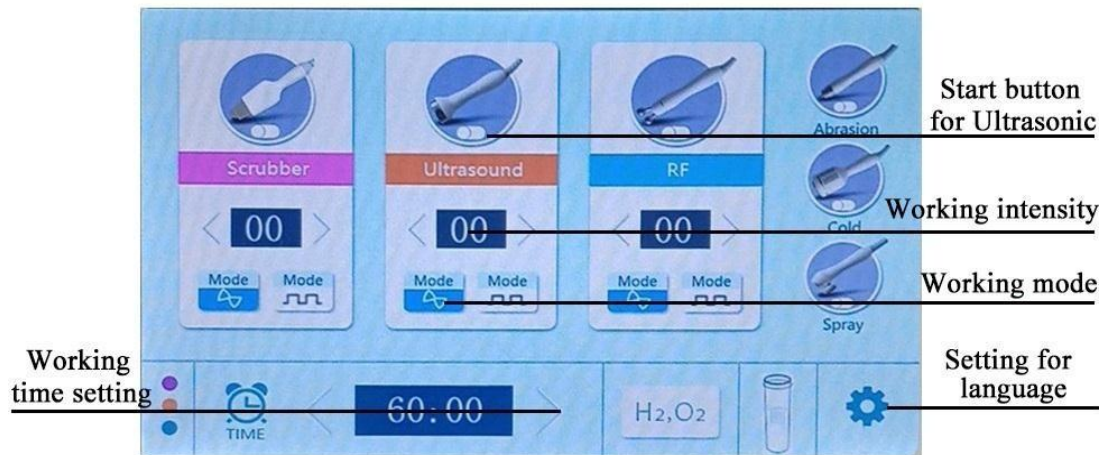 Start button
for Ultrasonic
Abrasion
Scrubber
Ultrasound
RF
00
00
00
Working intensity
Cold
Mode
Mode
Mode
Mode
Mode
Mode
Working mode
Spray
Working
time setting
TIME
60:00
H2,O2
Setting for
language